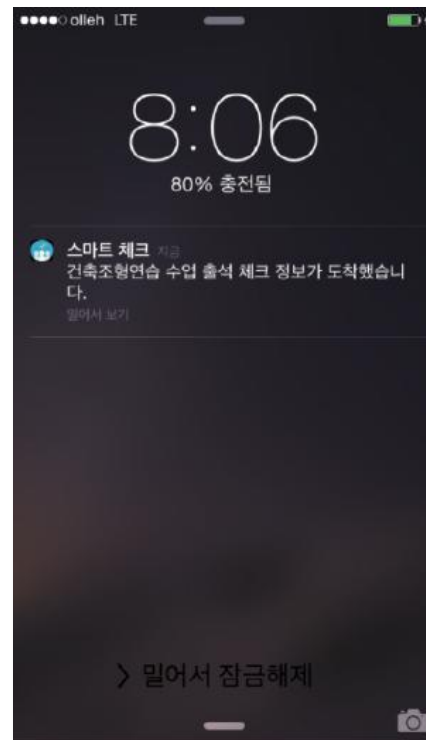 olleh LTE
8:06
80% 충전됨
스마트 체크 지금
건축조형연습 수업 출석 체크 정보가 도착했습니
다.
밀어서 보기
> 밀어서 잠금해제